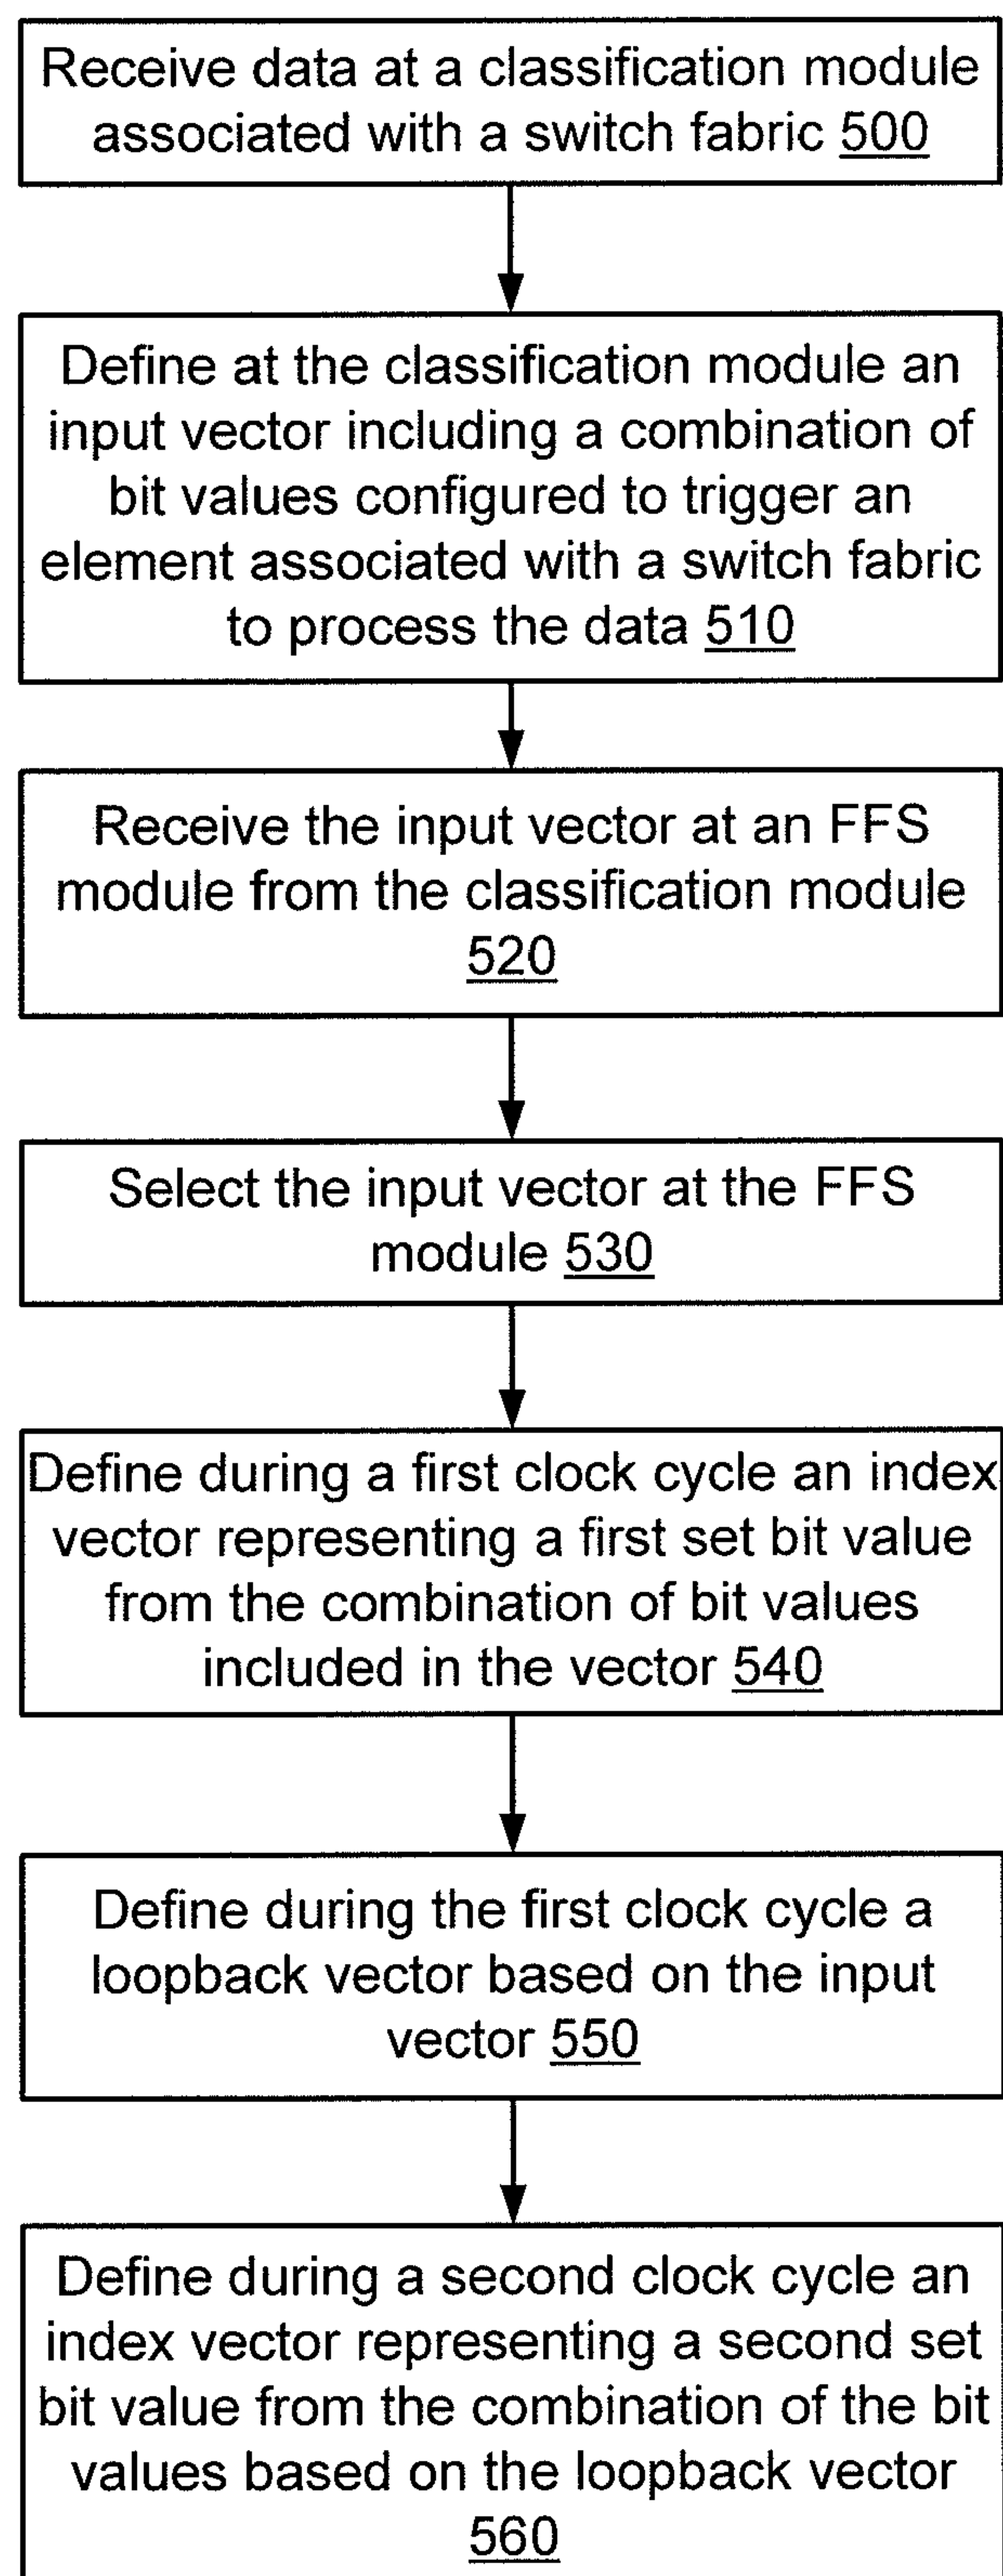 Receive data at a classification module
associated with a switch fabric 500
Define at the classification module an
input vector including a combination of
bit values configured to trigger an
element associated with a switch fabric
to process the data 510
Receive the input vector at an FFS
module from the classification module
520
Select the input vector at the FFS
module 530
Define during a first clock cycle an index
vector representing a first set bit value
from the combination of bit values
included in the vector 540
Define during the first clock cycle a
loopback vector based on the input
vector 550
Define during a second clock cycle an
index vector representing a second set
bit value from the combination of the bit
values based on the loopback vector
560